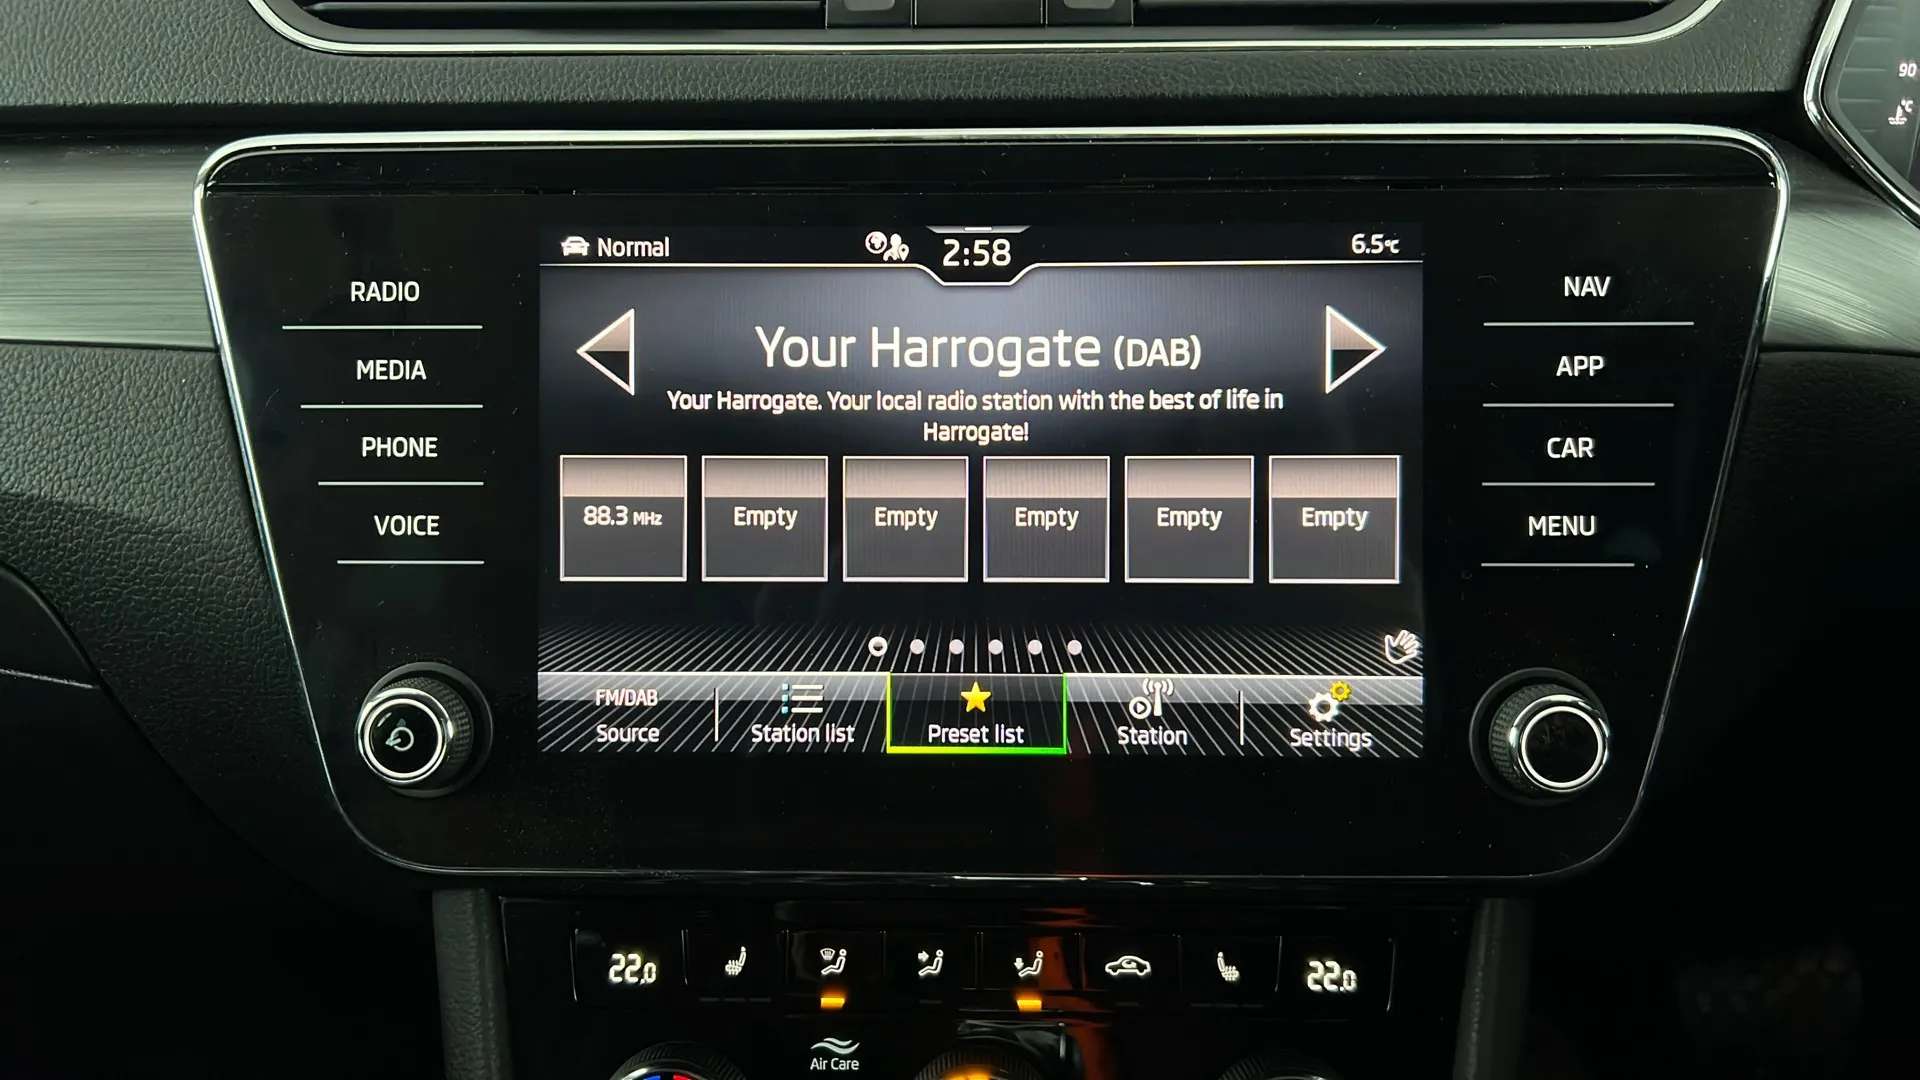 90
°C
Normal
2:58
6.5°C
RADIO
MEDIA
PHONE
VOICE
NAV
APP
CAR
MENU
Your Harrogate (DAB)
Your Harrogate. Your local radio station with the best of life in
Harrogate!
88.3 MHz
Empty
Empty
Empty
Empty
Empty
FM/DAB
Source
Station list
Preset list
Station
Settings
22.0
22.0
Air Care